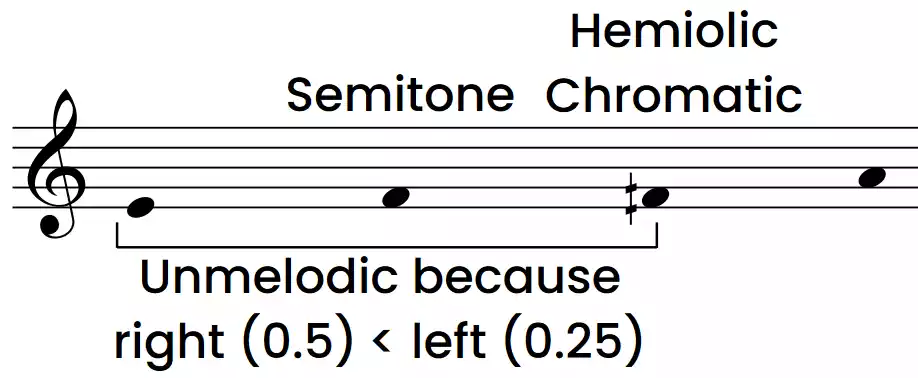 Hemiolic
Semitone Chromatic
Unmelodic because
right (0.5) < left (0.25)